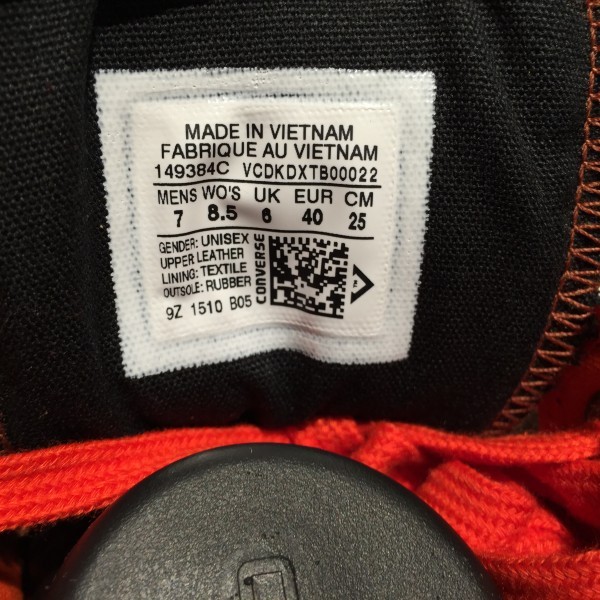 MADE IN VIETNAM
FABRIQUE AU VIETNAM
149384C VCDKDXTB00022
MENS WO'S UK EUR CM
7 8.5 6 40 25
GENDER: UNISEX
UPPER LEATHER
LINING: TEXTILE
OUTSOLE: RUBBER
CONVERSE
9Z 1510 B05